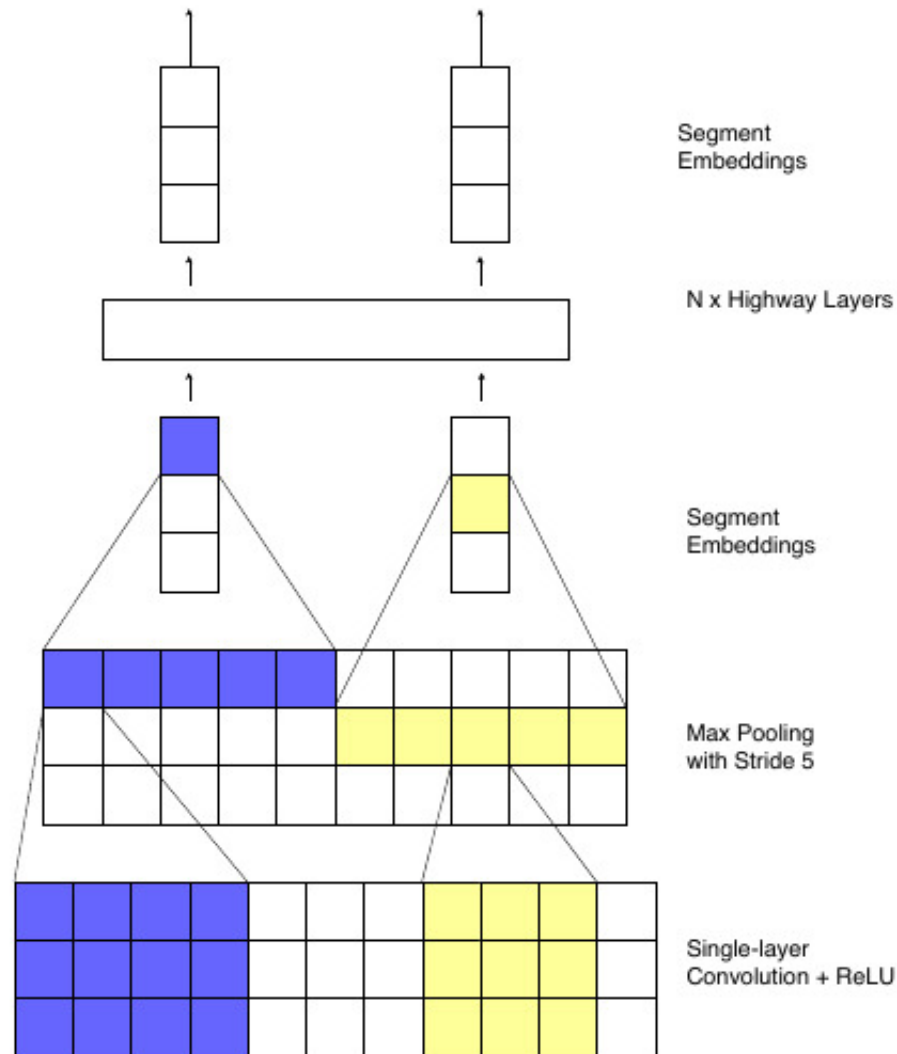 Segment
Embeddings
N x Highway Layers
Segment
Embeddings
Max Pooling
with Stride 5
Single-layer
Convolution + ReLU